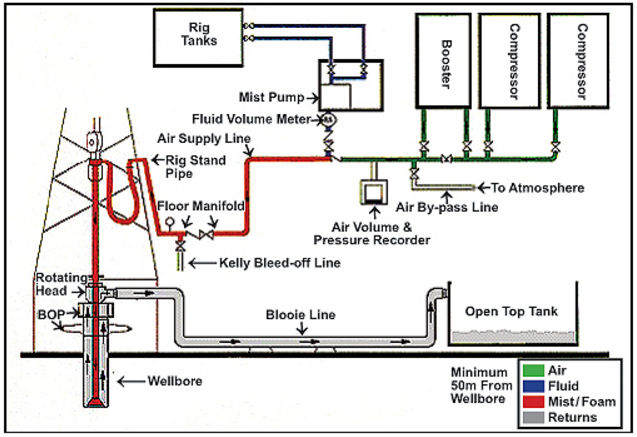 Rig
Tanks
Booster
Compressor
Compressor
Mist Pump
Fluid Volume Meter
Air Supply Line
Rig Stand
Pipe
To Atmosphere
Air By-pass Line
Floor Manifold
Air Volume &
Pressure Recorder
Kelly Bleed-off Line
Rotating
Head
BOP
Blooie Line
Open Top Tank
Wellbore
Minimum
50m From
Wellbore
Air
Fluid
Mist/Foam
Returns